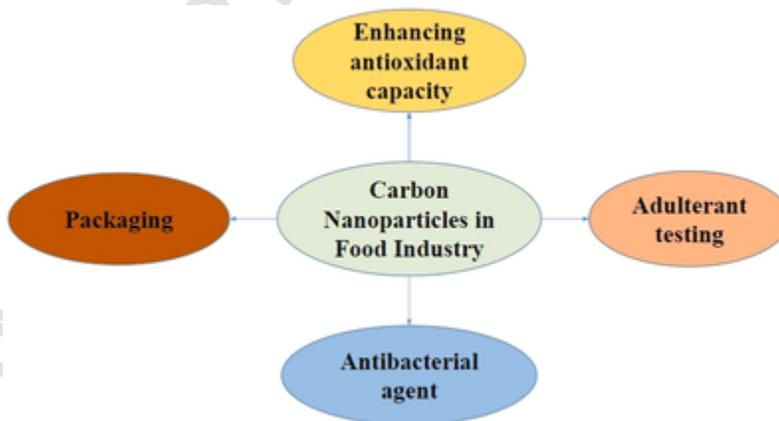 Enhancing
antioxidant
capacity
Packaging
Carbon
Nanoparticles in
Food Industry
Adulterant
testing
Antibacterial
agent